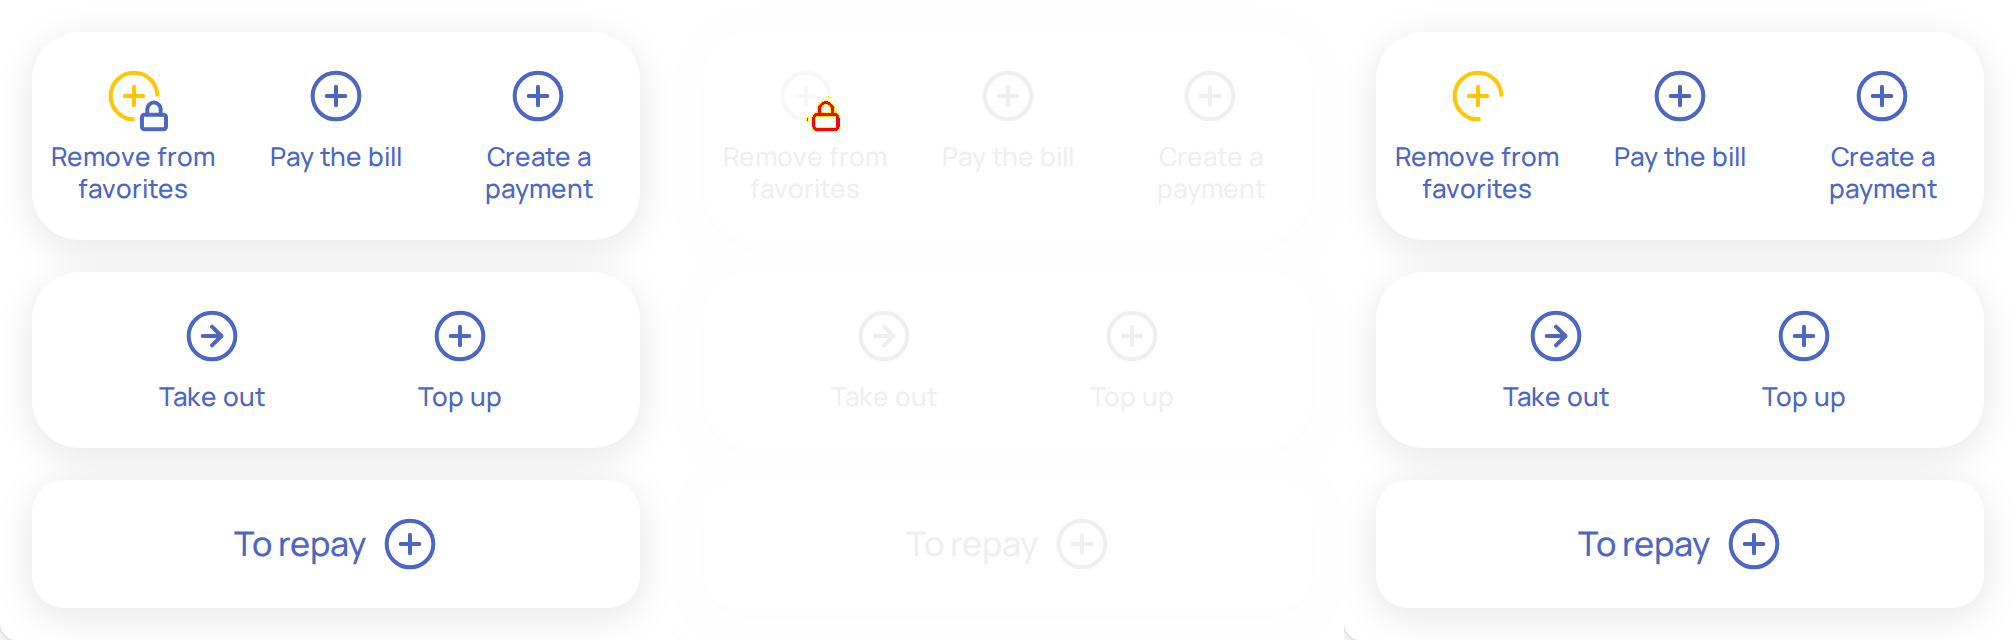 Remove from
favorites
Pay the bill
Create a
payment
Take out
Top up
To repay
Remove from
favorites
Pay the bill
Create a
payment
Take out
Top up
To repay
Remove from
favorites
Pay the bill
Create a
payment
Take out
Top up
To repay